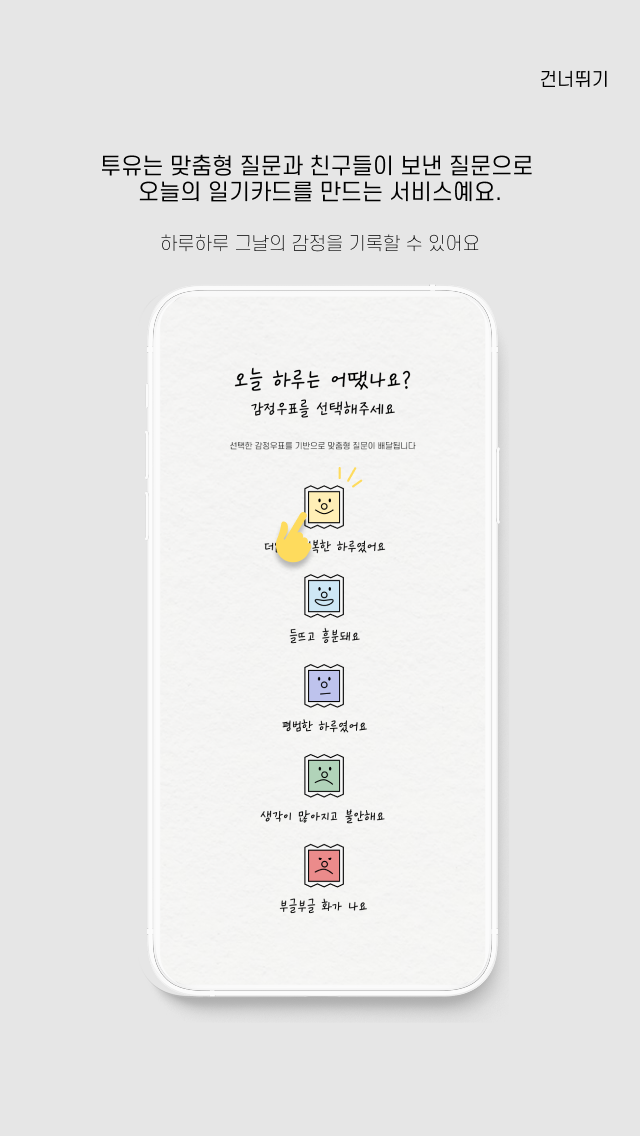 건너뛰기
투유는 맞춤형 질문과 친구들이 보낸 질문으로
오늘의 일기카드를 만드는 서비스예요.
하루하루 그날의 감정을 기록할 수 있어요
오늘 하루는 어땠나요?
감정우표를 선택해주세요
선택한 감정우표를 기반으로 맞춤형 질문이 배달됩니다
하루였어요
들뜨고 흥분돼요
평범한 하루였어요
생각이 많아지고 불안해요
부글부글 화가 나요